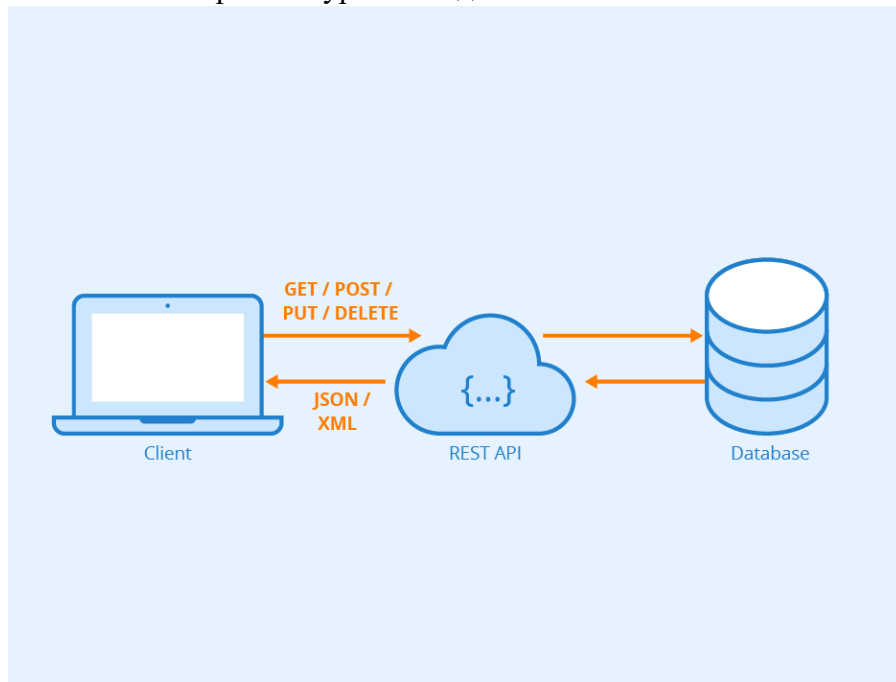 GET / POST /
PUT / DELETE
JSON /
XML
{...}
Client
REST API
Database